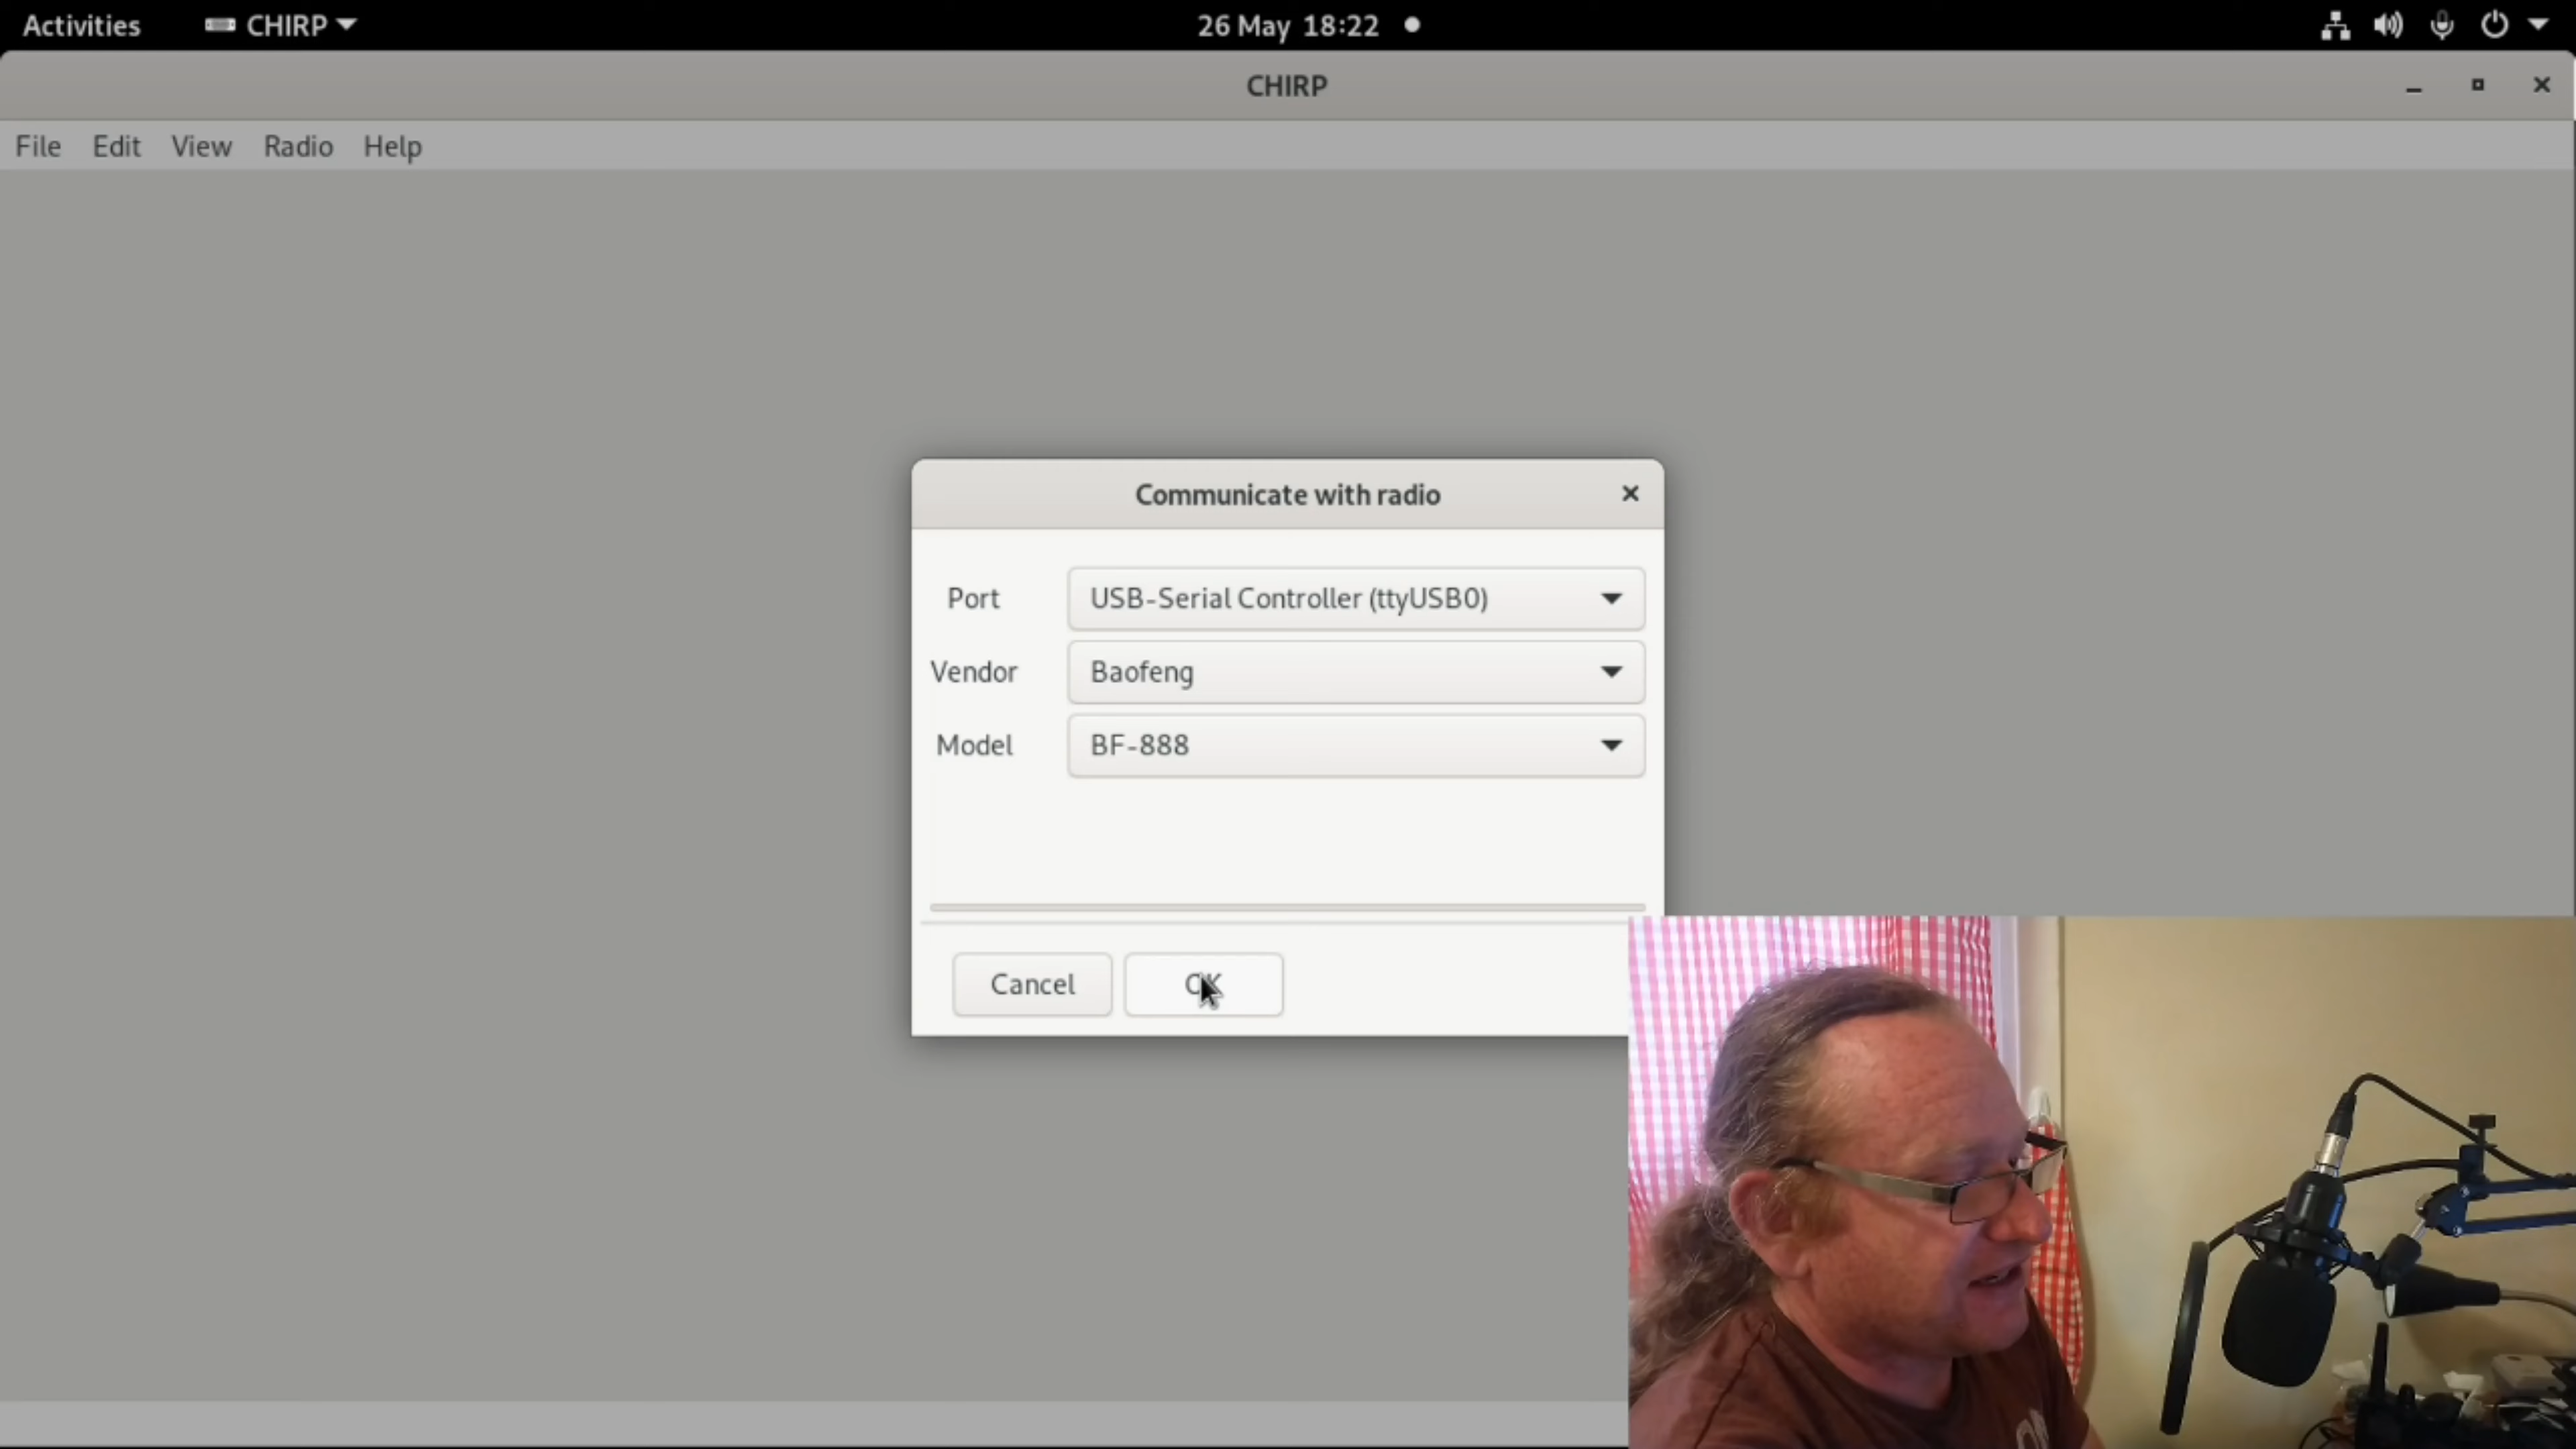 Activities CHIRP 26 May 18:22
CHIRP
File Edit View Radio Help
Communicate with radio
Port USB-Serial Controller (ttyUSB0)
Vendor Baofeng
Model BF-888
Cancel OK